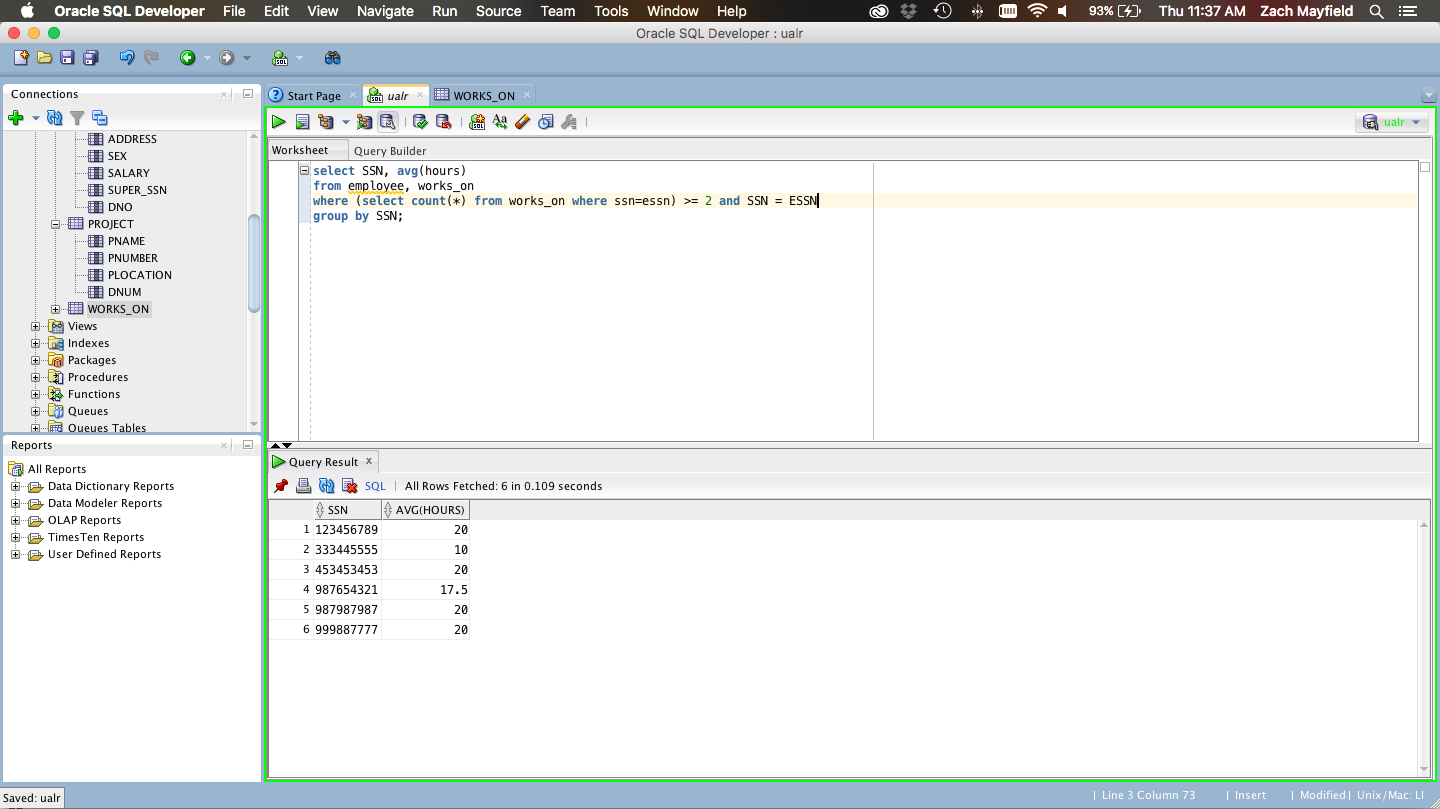 Oracle SQL Developer File Edit View Navigate Run Source Team Tools Window Help 93% Thu 11:37 AM Zach Mayfield
Oracle SQL Developer : ualr
Connections
ADDRESS
SEX
SALARY
SUPER_SSN
DNO
PROJECT
PNAME
PNUMBER
PLOCATION
DNUM
WORKS_ON
Views
Indexes
Packages
Procedures
Functions
Queues
Queues Tables
Reports
All Reports
Data Dictionary Reports
Data Modeler Reports
OLAP Reports
TimesTen Reports
User Defined Reports
Start Page ualr WORKS_ON
ualr
Worksheet Query Builder
select SSN, avg(hours)
from employee, works_on
where (select count(*) from works_on where ssn=essn) >= 2 and SSN = ESSN
group by SSN;
Query Result
SQL | All Rows Fetched: 6 in 0.109 seconds
SSN AVG(HOURS)
1 123456789 20
2 333445555 10
3 453453453 20
4 987654321 17.5
5 987987987 20
6 999887777 20
Saved: ualr
| Line 3 Column 73 | Insert | Modified | Unix/Mac: LI